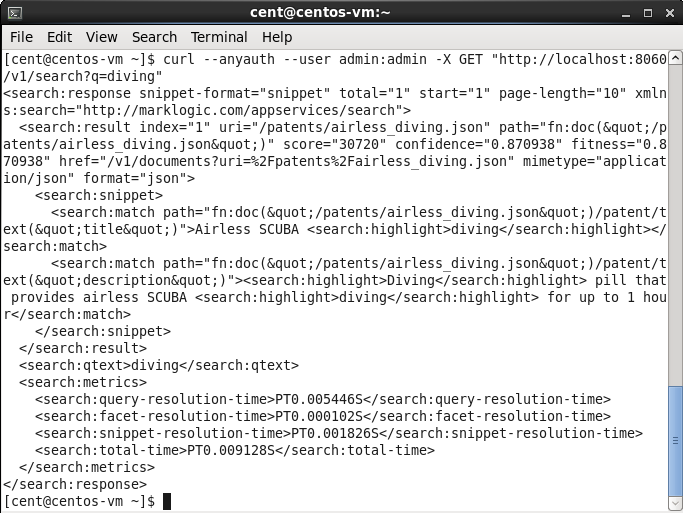 cent@centos-vm:~
File Edit View Search Terminal Help
[cent@centos-vm ~]$ curl --anyauth --user admin:admin -X GET "http://localhost:8060
/v1/search?q=diving"
<search:response snippet-format="snippet" total="1" start="1" page-length="10" xmln
s:search="http://marklogic.com/appservices/search">
  <search:result index="1" uri="/patents/airless_diving.json" path="fn:doc(&quot;/p
atents/airless_diving.json&quot;)" score="30720" confidence="0.870938" fitness="0.8
70938" href="/v1/documents?uri=%2Fpatents%2Fairless_diving.json" mimetype="applicat
ion/json" format="json">
    <search:snippet>
      <search:match path="fn:doc(&quot;/patents/airless_diving.json&quot;)/patent/t
ext(&quot;title&quot;)">Airless SCUBA <search:highlight>diving</search:highlight></
search:match>
      <search:match path="fn:doc(&quot;/patents/airless_diving.json&quot;)/patent/t
ext(&quot;description&quot;)"><search:highlight>Diving</search:highlight> pill that
 provides airless SCUBA <search:highlight>diving</search:highlight> for up to 1 hou
r</search:match>
    </search:snippet>
  </search:result>
  <search:qtext>diving</search:qtext>
  <search:metrics>
    <search:query-resolution-time>PT0.005446S</search:query-resolution-time>
    <search:facet-resolution-time>PT0.000102S</search:facet-resolution-time>
    <search:snippet-resolution-time>PT0.001826S</search:snippet-resolution-time>
    <search:total-time>PT0.009128S</search:total-time>
  </search:metrics>
</search:response>
[cent@centos-vm ~]$